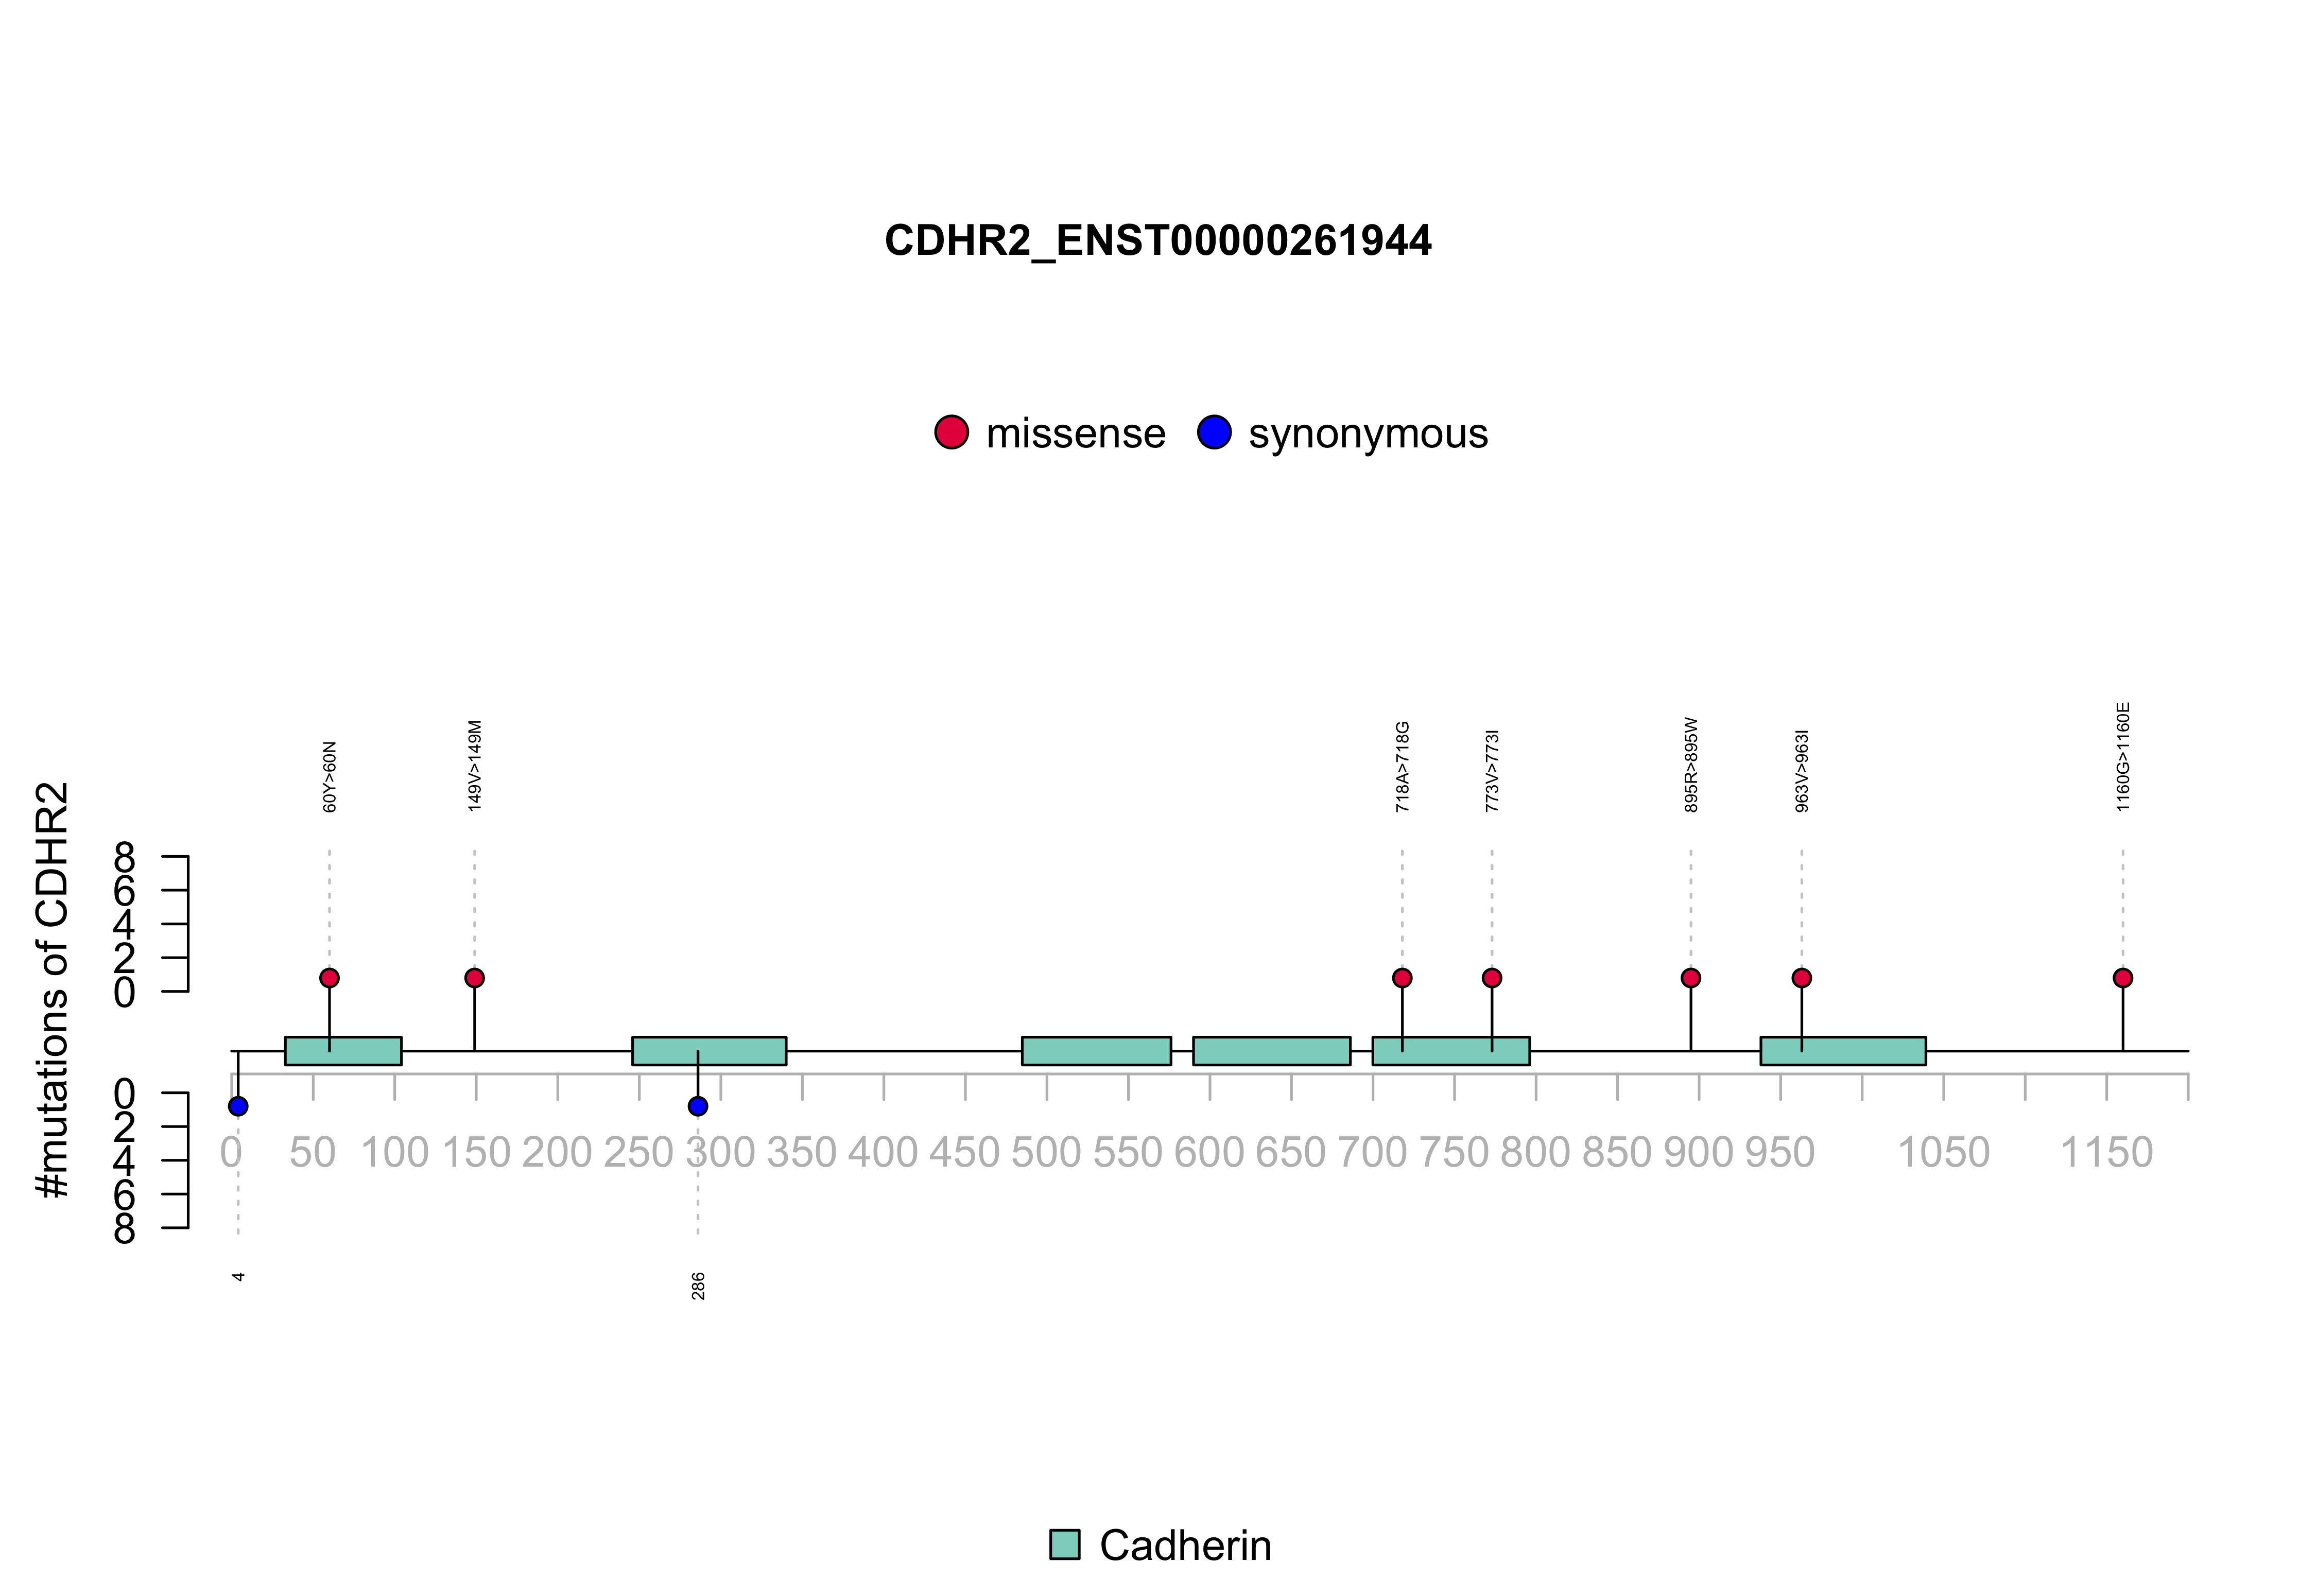 CDHR2_ENST00000261944
missense synonymous
60Y>60N
149V>149M
718A>718G
773V>773I
895R>895W
963V>963I
1160G>1160E
#mutations of CDHR2
8
6
4
2
0
0
2
4
6
8
0 50 100 150 200 250 300 350 400 450 500 550 600 650 700 750 800 850 900 950 1050 1150
4
286
Cadherin